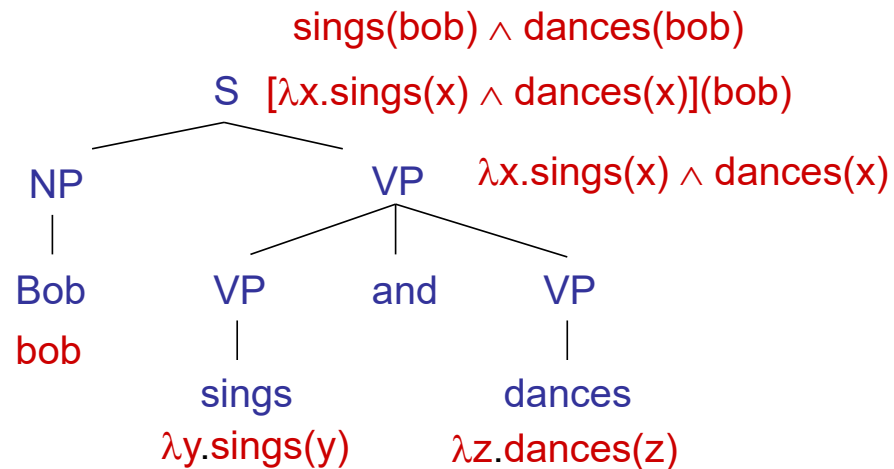 sings(bob) ∧ dances(bob)
S [λx.sings(x) ∧ dances(x)](bob)
NP VP λx.sings(x) ∧ dances(x)
Bob VP and VP
bob
sings dances
λy.sings(y) λz.dances(z)